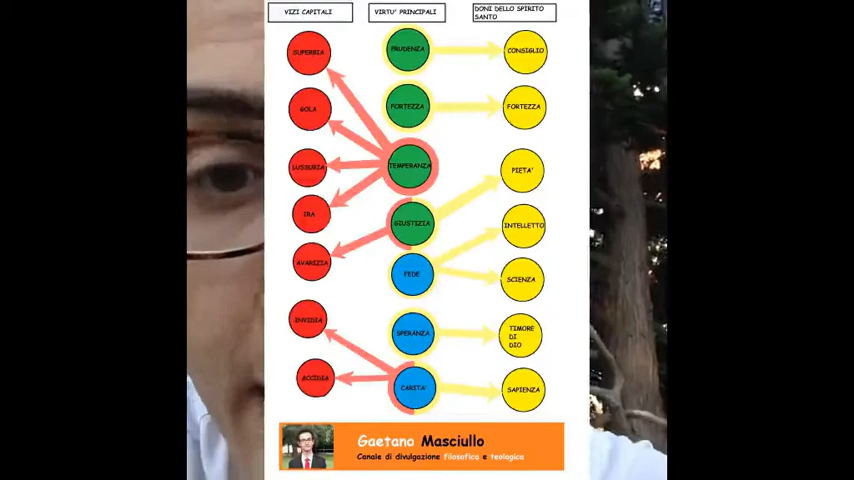 VIZI CAPITALI
VIRTU' PRINCIPALI
DONI DELLO SPIRITO
SANTO
SUPERBIA
PRUDENZA
CONSIGLIO
GOLA
FORTEZZA
FORTEZZA
LUSSURIA
TEMPERANZA
PIETA'
IRA
GIUSTIZIA
INTELLETTO
AVARIZIA
FEDE
SCIENZA
INVIDIA
SPERANZA
TIMORE
DI
DIO
ACCIDIA
CARITA'
SAPIENZA
Gaetano Masciullo
Canale di divulgazione filosofica e teologica